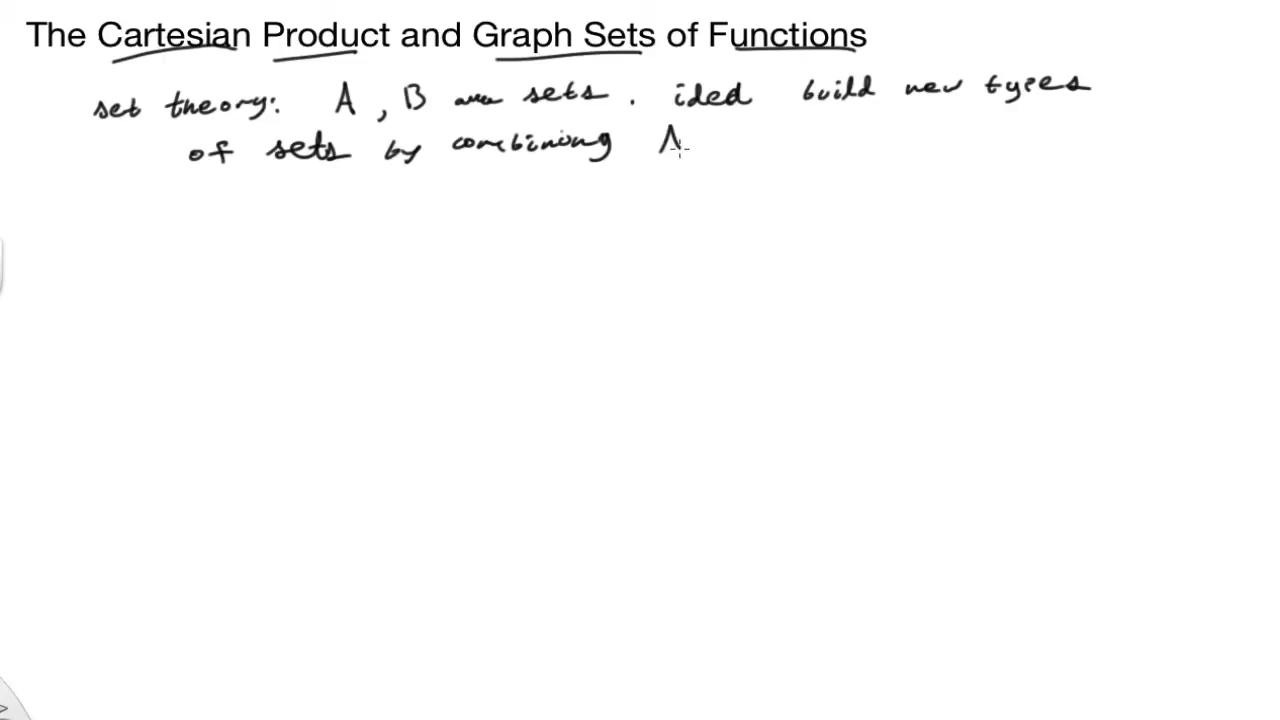 The Cartesian Product and Graph Sets of Functions
set theory: A, B are sets. idea build new types
of sets by combining A